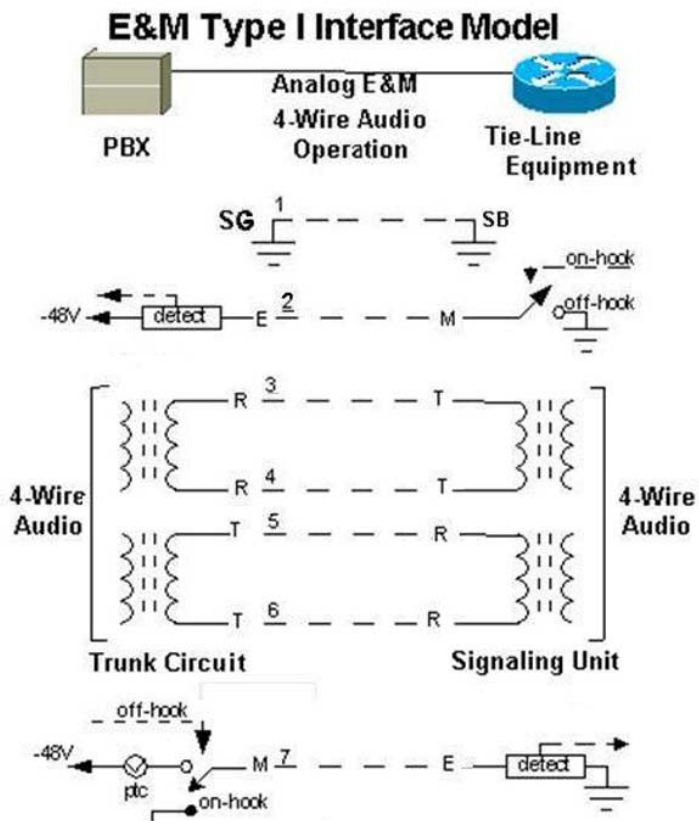 E&M Type I Interface Model
Analog E&M
4-Wire Audio
Operation
PBX
Tie-Line
Equipment
SG 1 SB
on-hook
-48V detect E 2 M off-hook
R 3 T
4-Wire
Audio
R 4 T
4-Wire
Audio
T 5 R
T 6 R
Trunk Circuit Signaling Unit
off-hook
-48V ptc M 7 E detect
on-hook